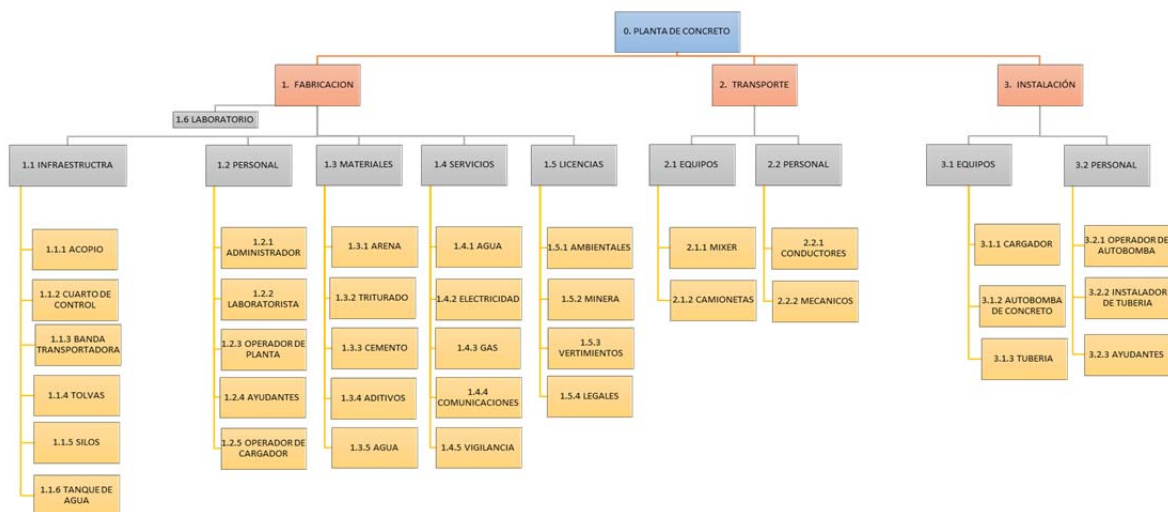 0. PLANTA DE CONCRETO
1. FABRICACION
2. TRANSPORTE
3. INSTALACIÓN
1.6 LABORATORIO
1.1 INFRAESTRUCTRA
1.2 PERSONAL
1.3 MATERIALES
1.4 SERVICIOS
1.5 LICENCIAS
2.1 EQUIPOS
2.2 PERSONAL
3.1 EQUIPOS
3.2 PERSONAL
1.1.1 ACOPIO
1.1.2 CUARTO DE
CONTROL
1.1.3 BANDA
TRANSPORTADORA
1.1.4 TOLVAS
1.1.5 SILOS
1.1.6 TANQUE DE
AGUA
1.2.1
ADMINISTRADOR
1.2.2
LABORATORISTA
1.2.3 OPERADOR DE
PLANTA
1.2.4 AYUDANTES
1.2.5 OPERADOR DE
CARGADOR
1.3.1 ARENA
1.3.2 TRITURADO
1.3.3 CEMENTO
1.3.4 ADITIVOS
1.3.5 AGUA
1.4.1 AGUA
1.4.2 ELECTRICIDAD
1.4.3 GAS
1.4.4
COMUNICACIONES
1.4.5 VIGILANCIA
1.5.1 AMBIENTALES
1.5.2 MINERA
1.5.3
VERTIMIENTOS
1.5.4 LEGALES
2.1.1 MIXER
2.1.2 CAMIONETAS
2.2.1
CONDUCTORES
2.2.2 MECANICOS
3.1.1 CARGADOR
3.1.2 AUTOBOMBA
DE CONCRETO
3.1.3 TUBERIA
3.2.1 OPERADOR DE
AUTOBOMBA
3.2.2 INSTALADOR
DE TUBERIA
3.2.3 AYUDANTES